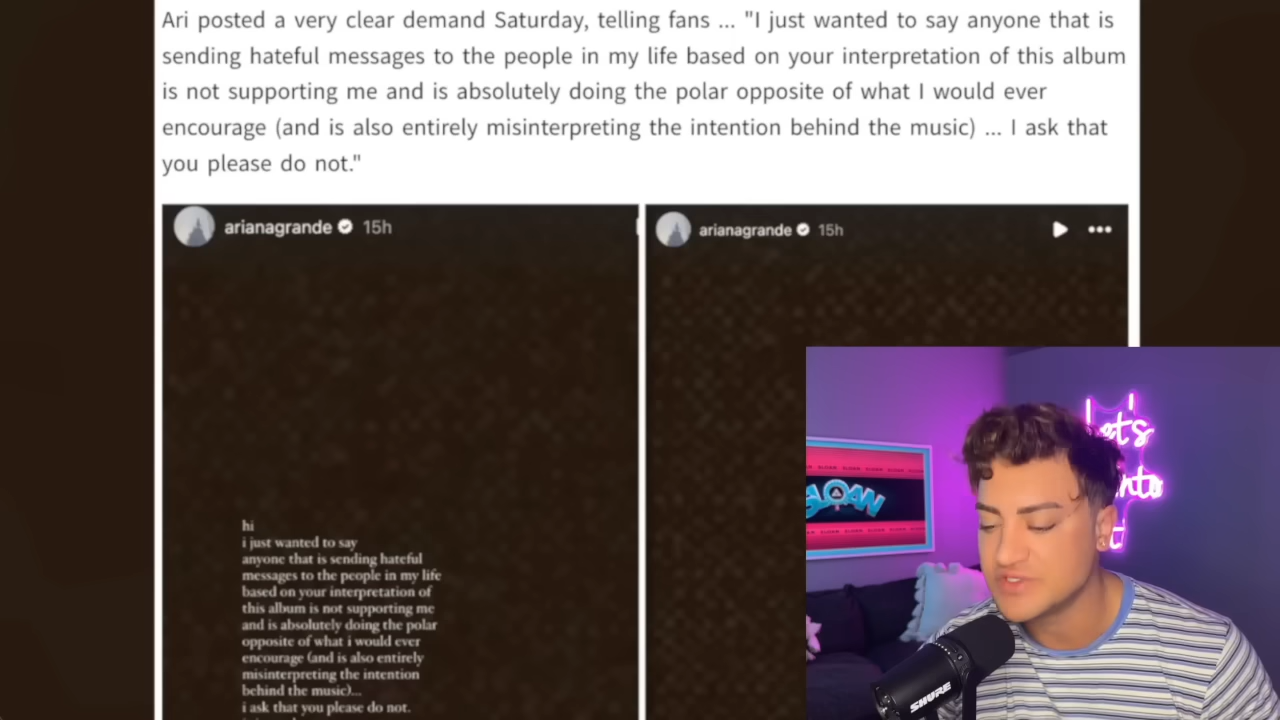 Ari posted a very clear demand Saturday, telling fans ... "I just wanted to say anyone that is
sending hateful messages to the people in my life based on your interpretation of this album
is not supporting me and is absolutely doing the polar opposite of what I would ever
encourage (and is also entirely misinterpreting the intention behind the music) ... I ask that
you please do not."
arianagrande 15h
arianagrande 15h
hi
i just wanted to say
anyone that is sending hateful
messages to the people in my life
based on your interpretation of
this album is not supporting me
and is absolutely doing the polar
opposite of what i would ever
encourage (and is also entirely
misinterpreting the intention
behind the music)...
i ask that you please do not.
SLOAN
Let's
SHURE